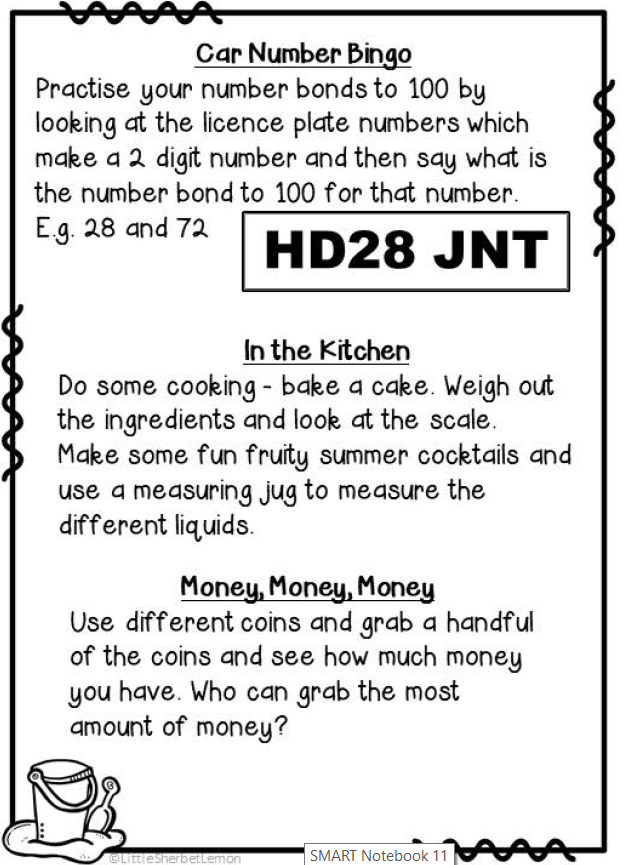 Car Number Bingo
Practise your number bonds to 100 by
looking at the licence plate numbers which
make a 2 digit number and then say what is
the number bond to 100 for that number.
E.g. 28 and 72
HD28 JNT
In the Kitchen
Do some cooking - bake a cake. Weigh out
the ingredients and look at the scale.
Make some fun fruity summer cocktails and
use a measuring jug to measure the
different liquids.
Money, Money, Money
Use different coins and grab a handful
of the coins and see how much money
you have. Who can grab the most
amount of money?
©LittleSherbetLemon
SMART Notebook 11